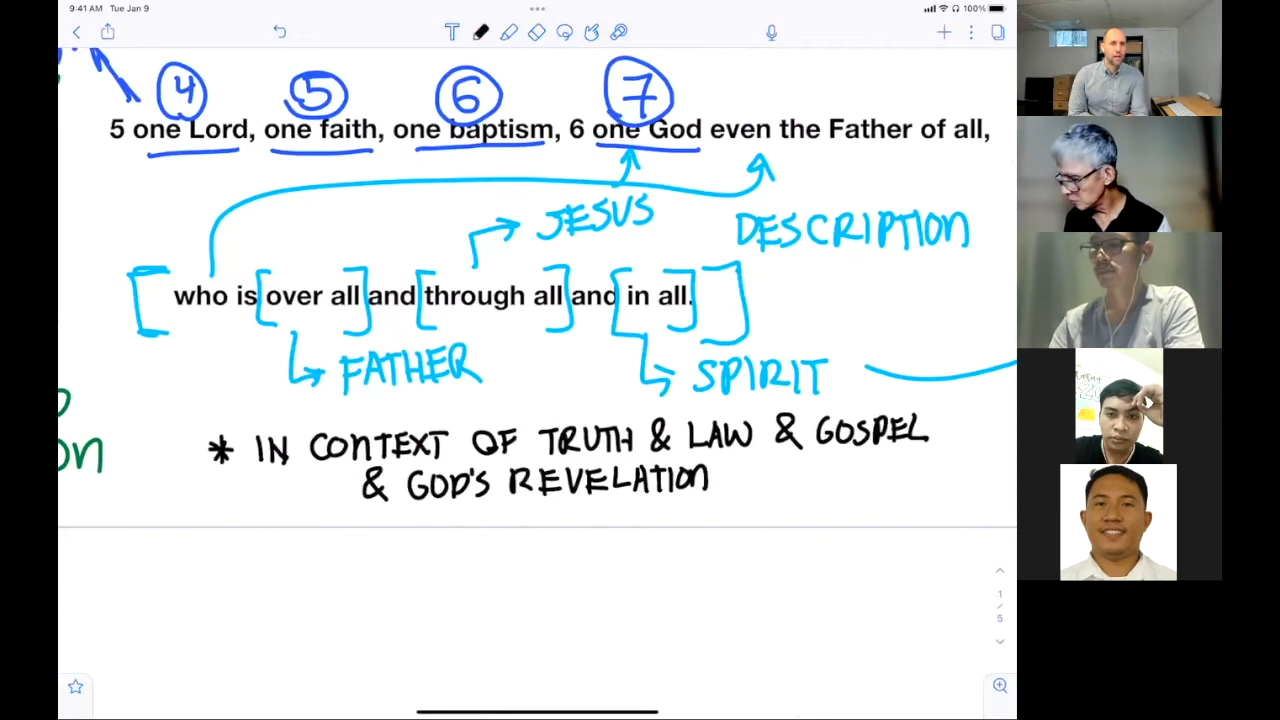 9:41 AM Tue Jan 9
100%
4 5 6 7
5 one Lord, one faith, one baptism, 6 one God even the Father of all,
JESUS
DESCRIPTION
who is over all and through all and in all.
FATHER
SPIRIT
on
* IN CONTEXT OF TRUTH & LAW & GOSPEL
& GOD'S REVELATION
1
/
5